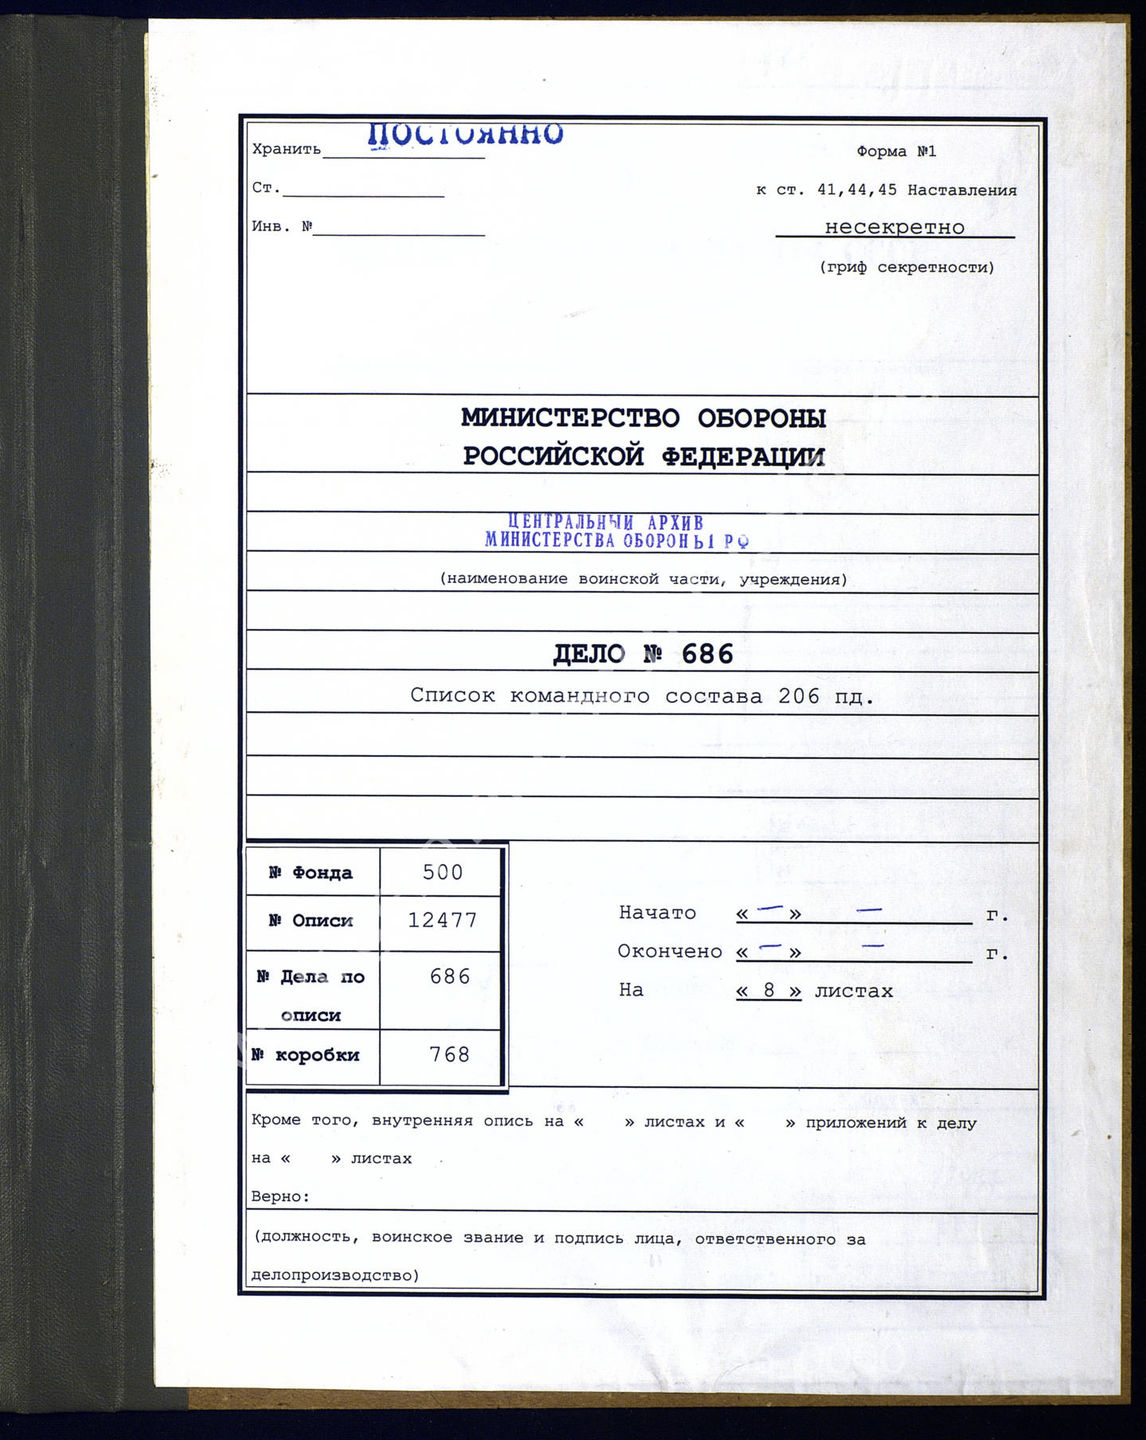 ПОСТОЯННО
Хранить
Форма №1
Ст.
к ст. 41,44,45 Наставления
Инв. №
несекретно
(гриф секретности)
МИНИСТЕРСТВО ОБОРОНЫ
РОССИЙСКОЙ ФЕДЕРАЦИИ
ЦЕНТРАЛЬНЫЙ АРХИВ
МИНИСТЕРСТВА ОБОРОНЫ РФ
(наименование воинской части, учреждения)
ДЕЛО № 686
Список командного состава 206 пд.
№ Фонда 500
№ Описи 12477
№ Дела по описи 686
№ коробки 768
Начато « — » — г.
Окончено « — » — г.
На « 8 » листах
Кроме того, внутренняя опись на « » листах и « » приложений к делу
на « » листах
Верно:
(должность, воинское звание и подпись лица, ответственного за
делопроизводство)